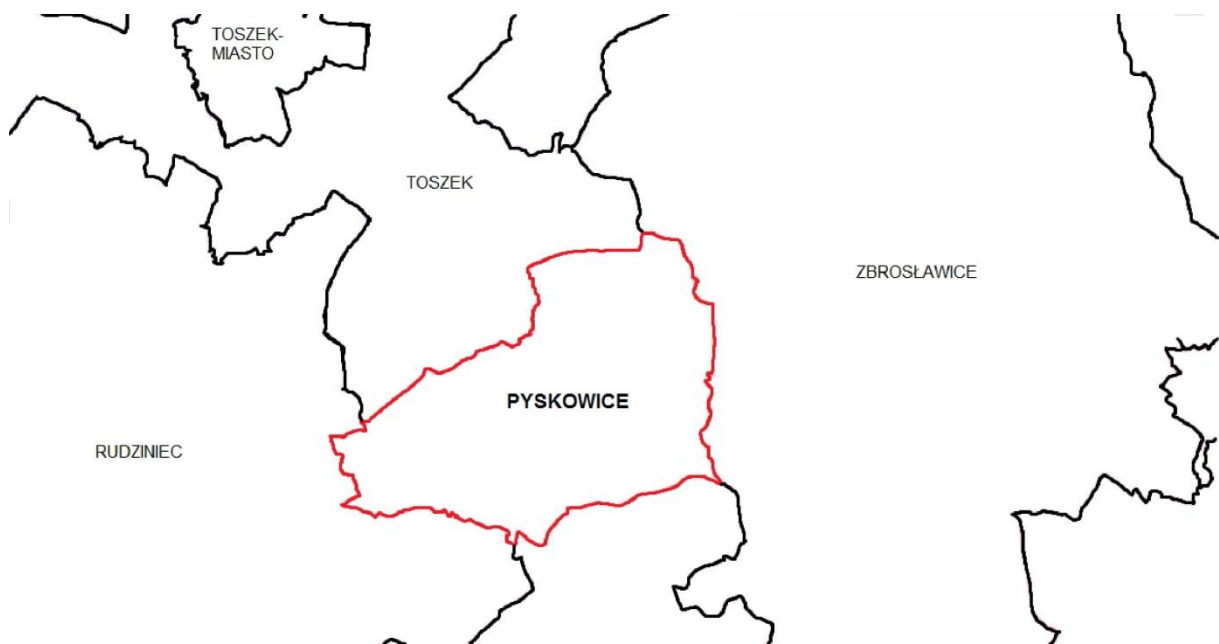 TOSZEK-
MIASTO
TOSZEK
ZBROSŁAWICE
PYSKOWICE
RUDZINIEC